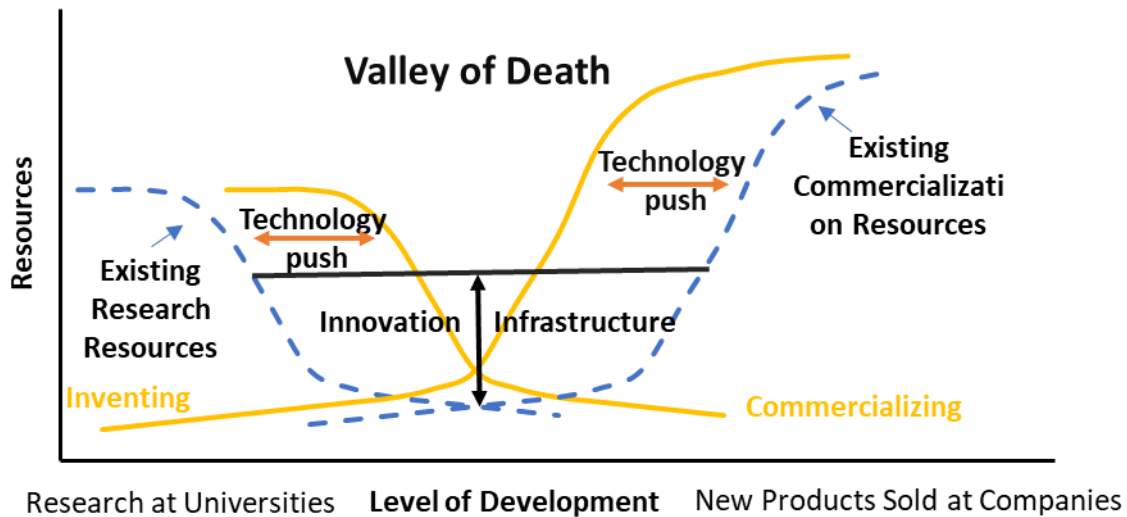 Valley of Death
Resources
Technology
push
Existing
Commercializati
on Resources
Technology
push
Existing
Research
Resources
Innovation
Infrastructure
Inventing
Commercializing
Research at Universities
Level of Development
New Products Sold at Companies